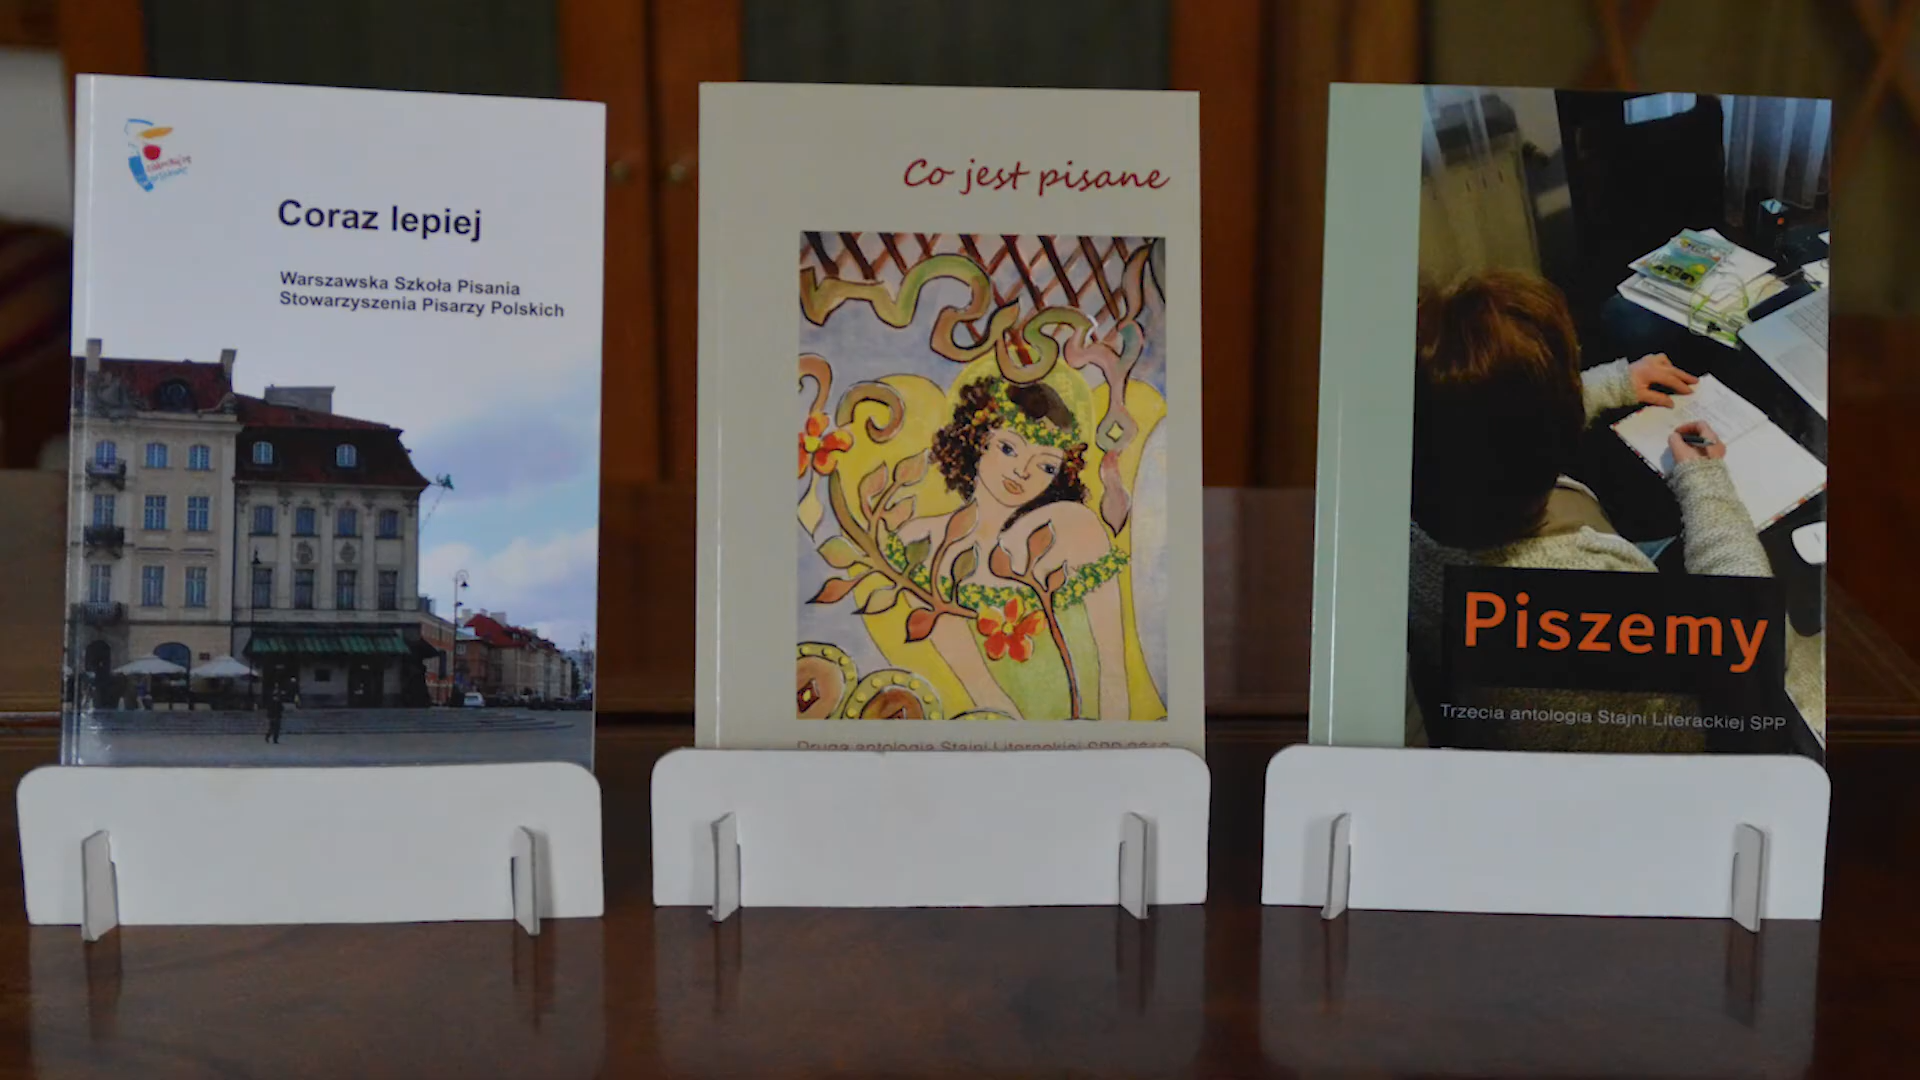 Coraz lepiej
Warszawska Szkoła Pisania
Stowarzyszenia Pisarzy Polskich
Co jest pisane
Druga antologia Stajni Literackiej SPP
Piszemy
Trzecia antologia Stajni Literackiej SPP